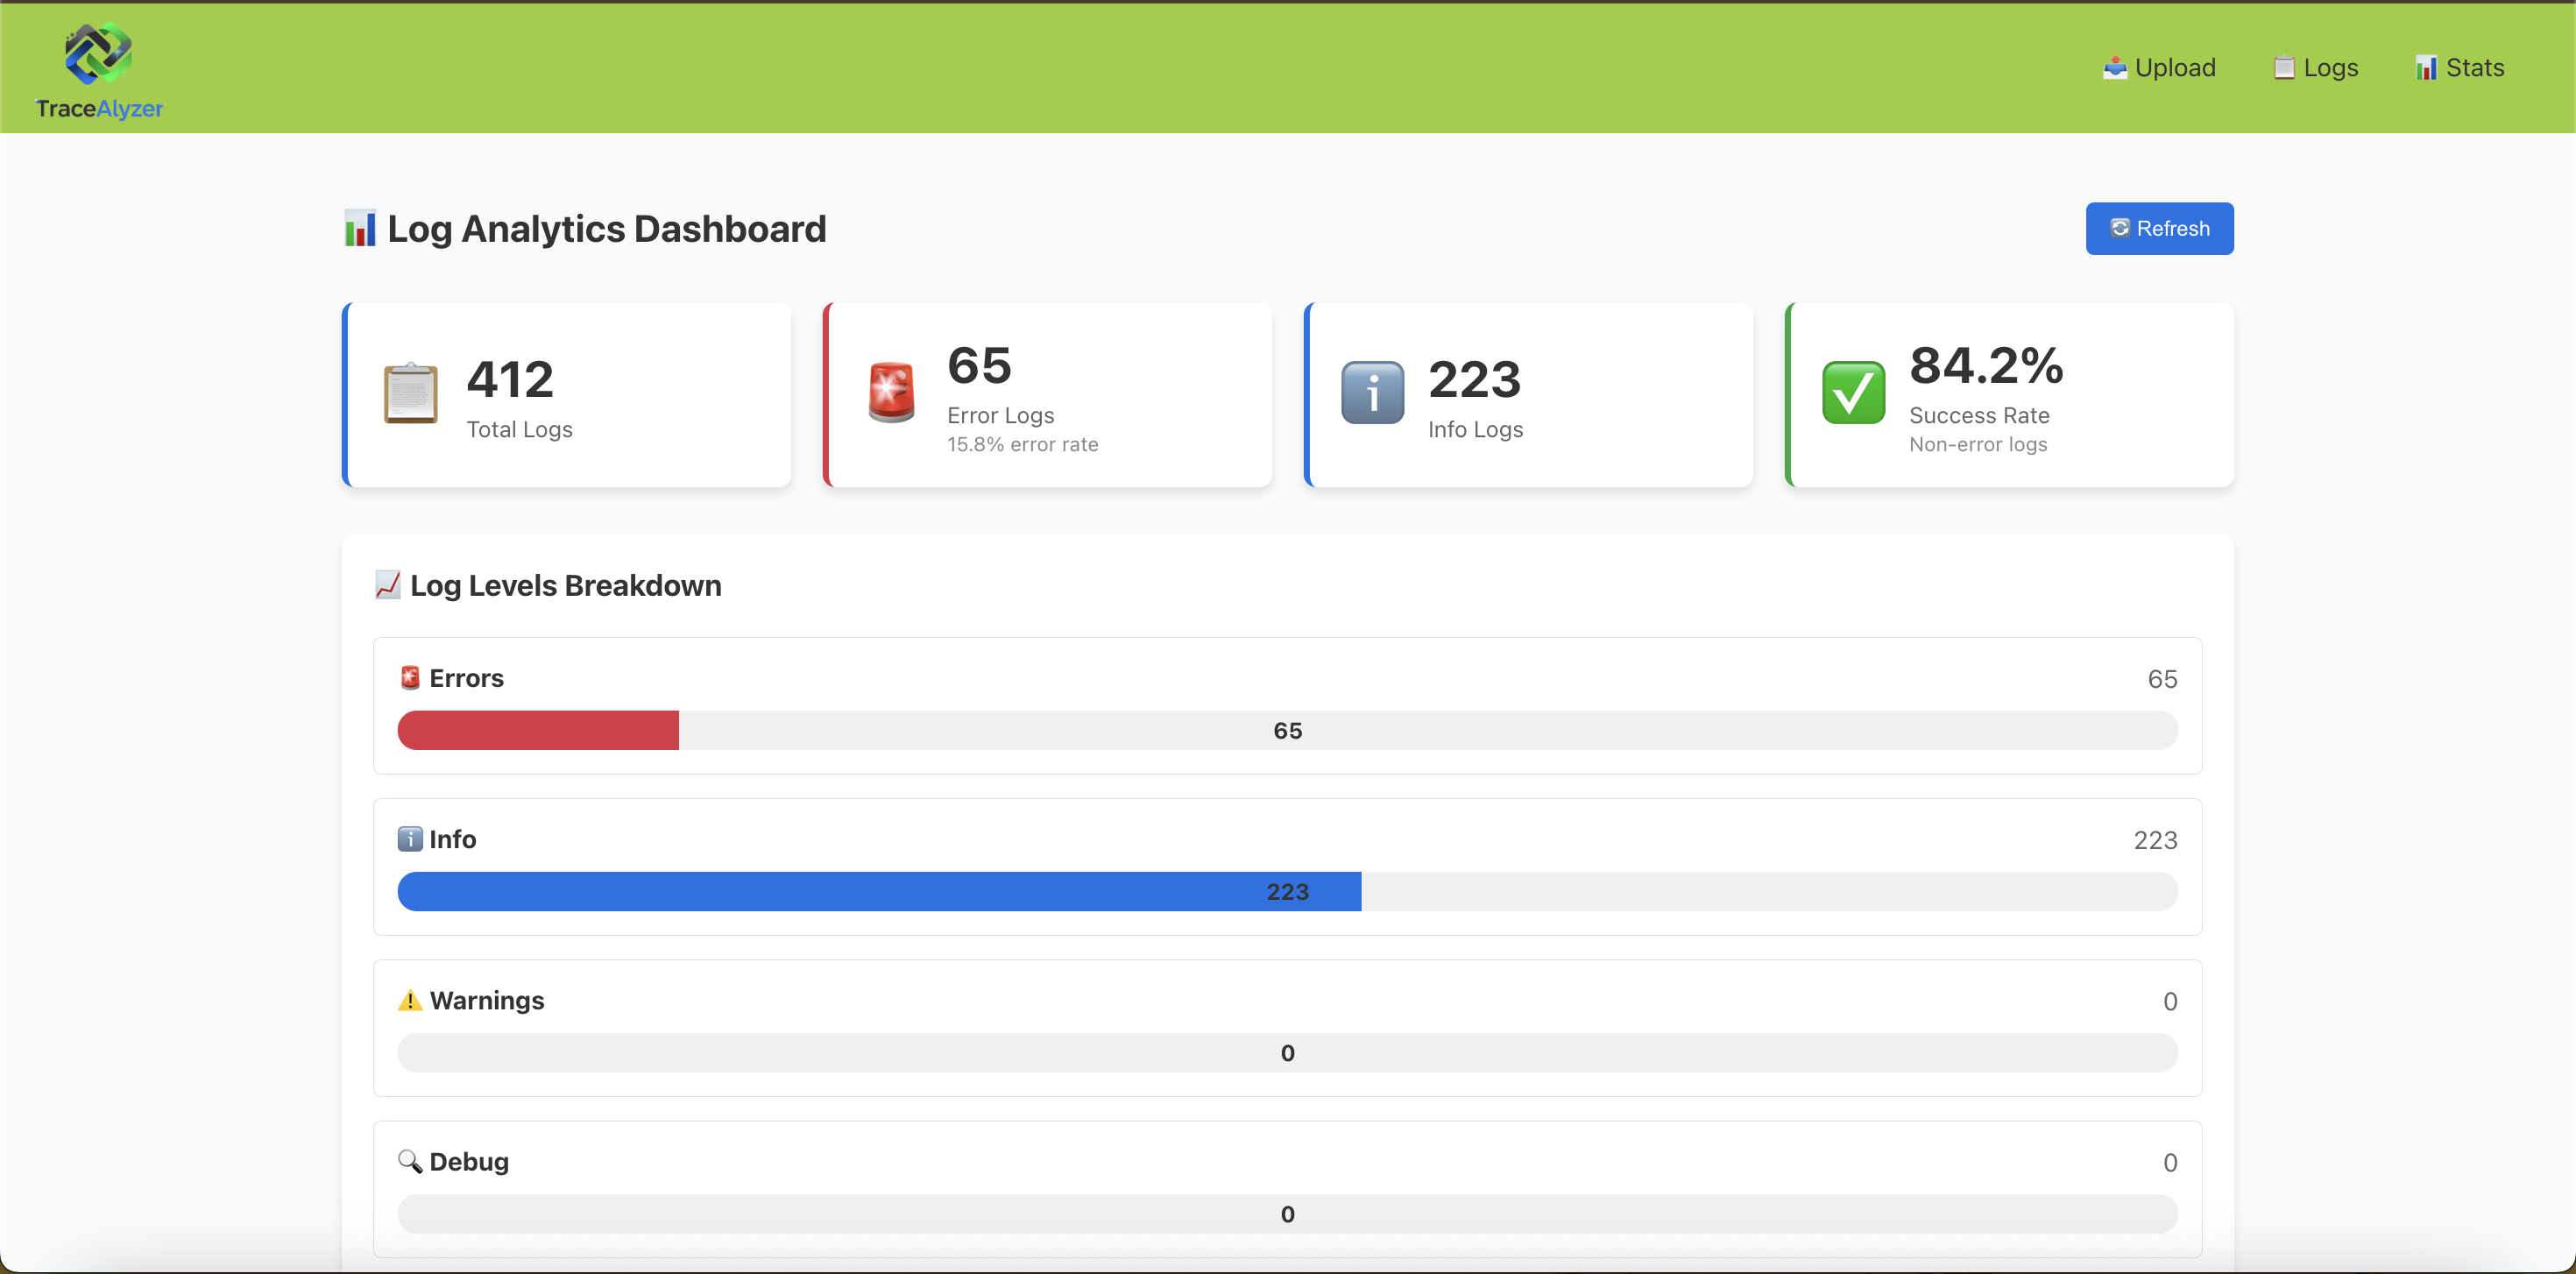 TraceAlyzer
Upload
Logs
Stats
Log Analytics Dashboard
Refresh
412
Total Logs
65
Error Logs
15.8% error rate
223
Info Logs
84.2%
Success Rate
Non-error logs
Log Levels Breakdown
Errors
65
65
Info
223
223
Warnings
0
0
Debug
0
0